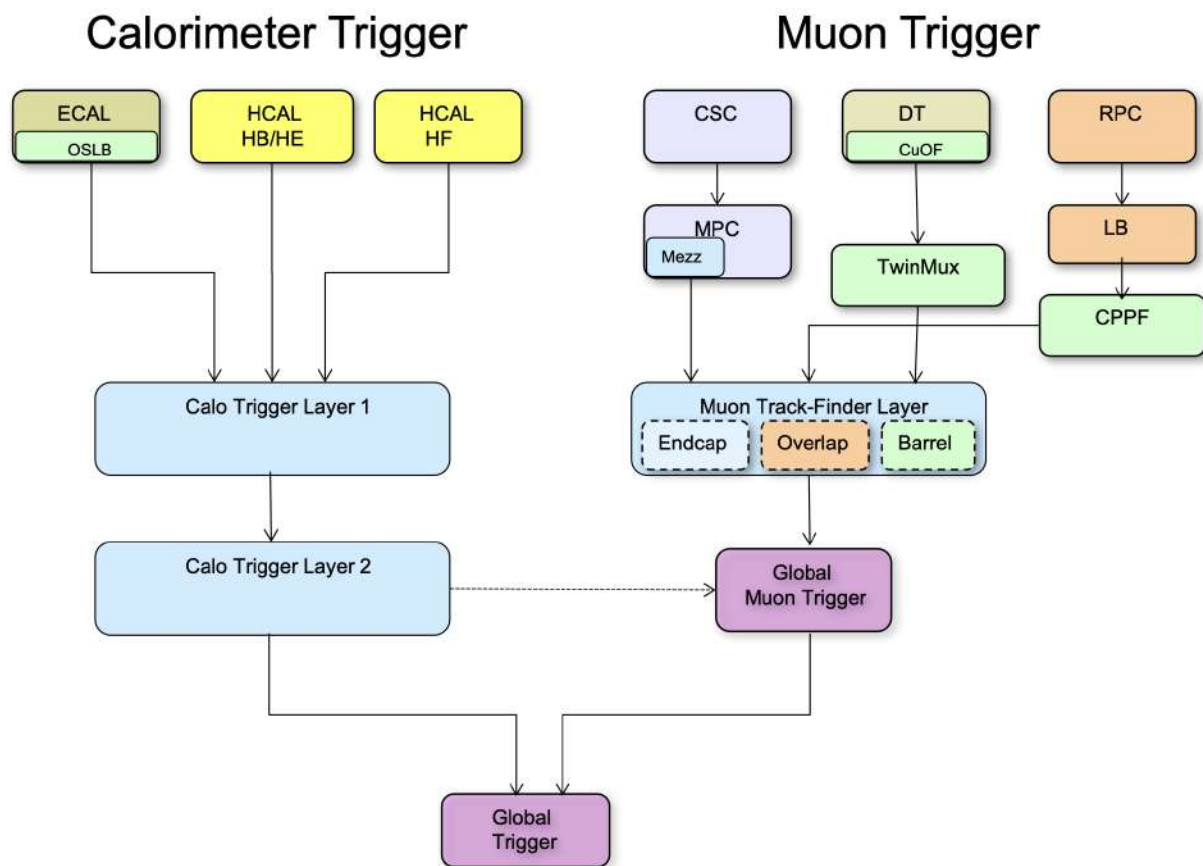 Calorimeter Trigger
Muon Trigger
ECAL
OSLB
HCAL
HB/HE
HCAL
HF
CSC
DT
CuOF
RPC
MPC
Mezz
LB
TwinMux
CPPF
Calo Trigger Layer 1
Muon Track-Finder Layer
Endcap
Overlap
Barrel
Calo Trigger Layer 2
Global
Muon Trigger
Global
Trigger